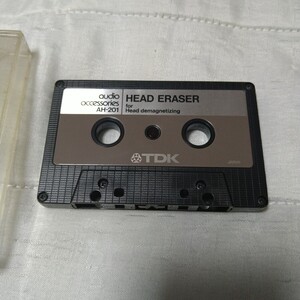 audio
accessories
AH-201
HEAD ERASER
for
Head demagnetizing
TDK